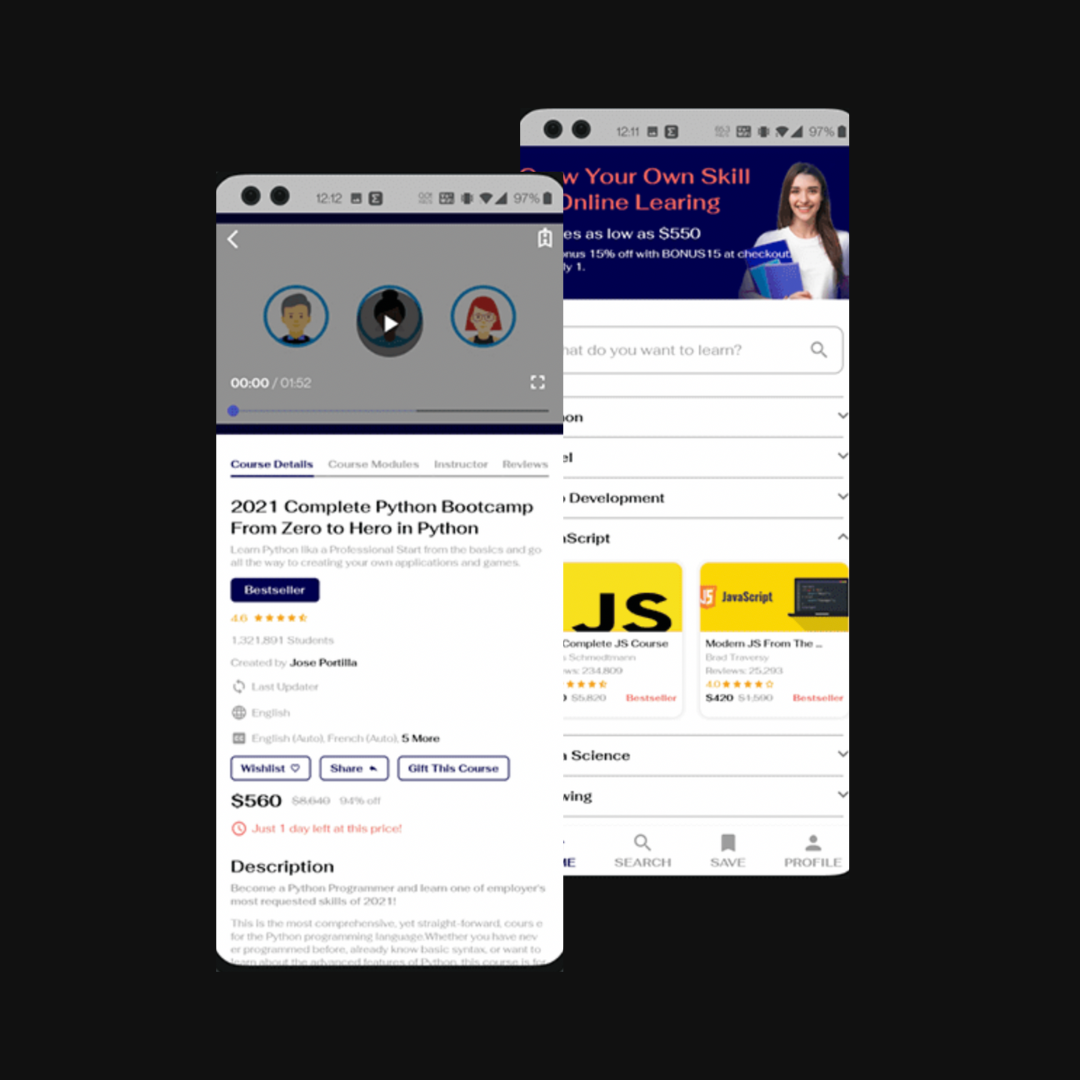 12:12
97%
00:00 / 01:52
Course Details Course Modules Instructor Reviews
2021 Complete Python Bootcamp
From Zero to Hero in Python
Learn Python lika a Professional Start from the basics and go
all the way to creating your own applications and games.
Bestseller
4.6
1,321,891 Students
Created by Jose Portilla
Last Updater
English
CC English (Auto), French (Auto), 5 More
Wishlist Share Gift This Course
$560 $8,640 94% off
Just 1 day left at this price!
Description
Become a Python Programmer and learn one of employer's
most requested skills of 2021!
This is the most comprehensive, yet straight-forward, cours e
for the Python programming language.Whether you have nev
er programmed before, already know basic syntax, or want to
learn about the advanced features of Python, this course is for
12:11
97%
Your Own Skill
Online Learing
as low as $550
15% off with BONUS15 at checkout
1.
do you want to learn?
Development
JS
JS JavaScript
Complete JS Course
Schmedtmann
234,809
$5,820 Bestseller
Modern JS From The ...
Brad Traversy
Reviews: 25,293
4.0
$420 $1,590 Bestseller
Science
SEARCH SAVE PROFILE